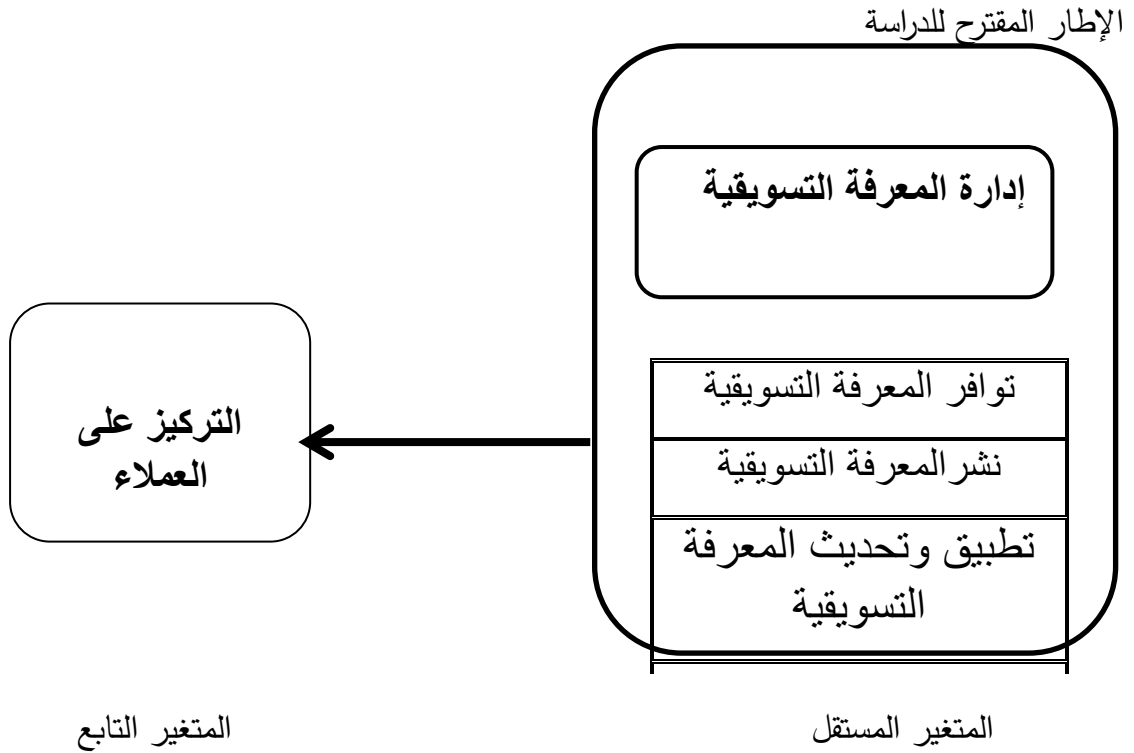 الإطار المقترح للدراسة
إدارة المعرفة التسويقية
توافر المعرفة التسويقية
نشرالمعرفة التسويقية
تطبيق وتحديث المعرفة
التسويقية
التركيز على
العملاء
المتغير المستقل
المتغير التابع